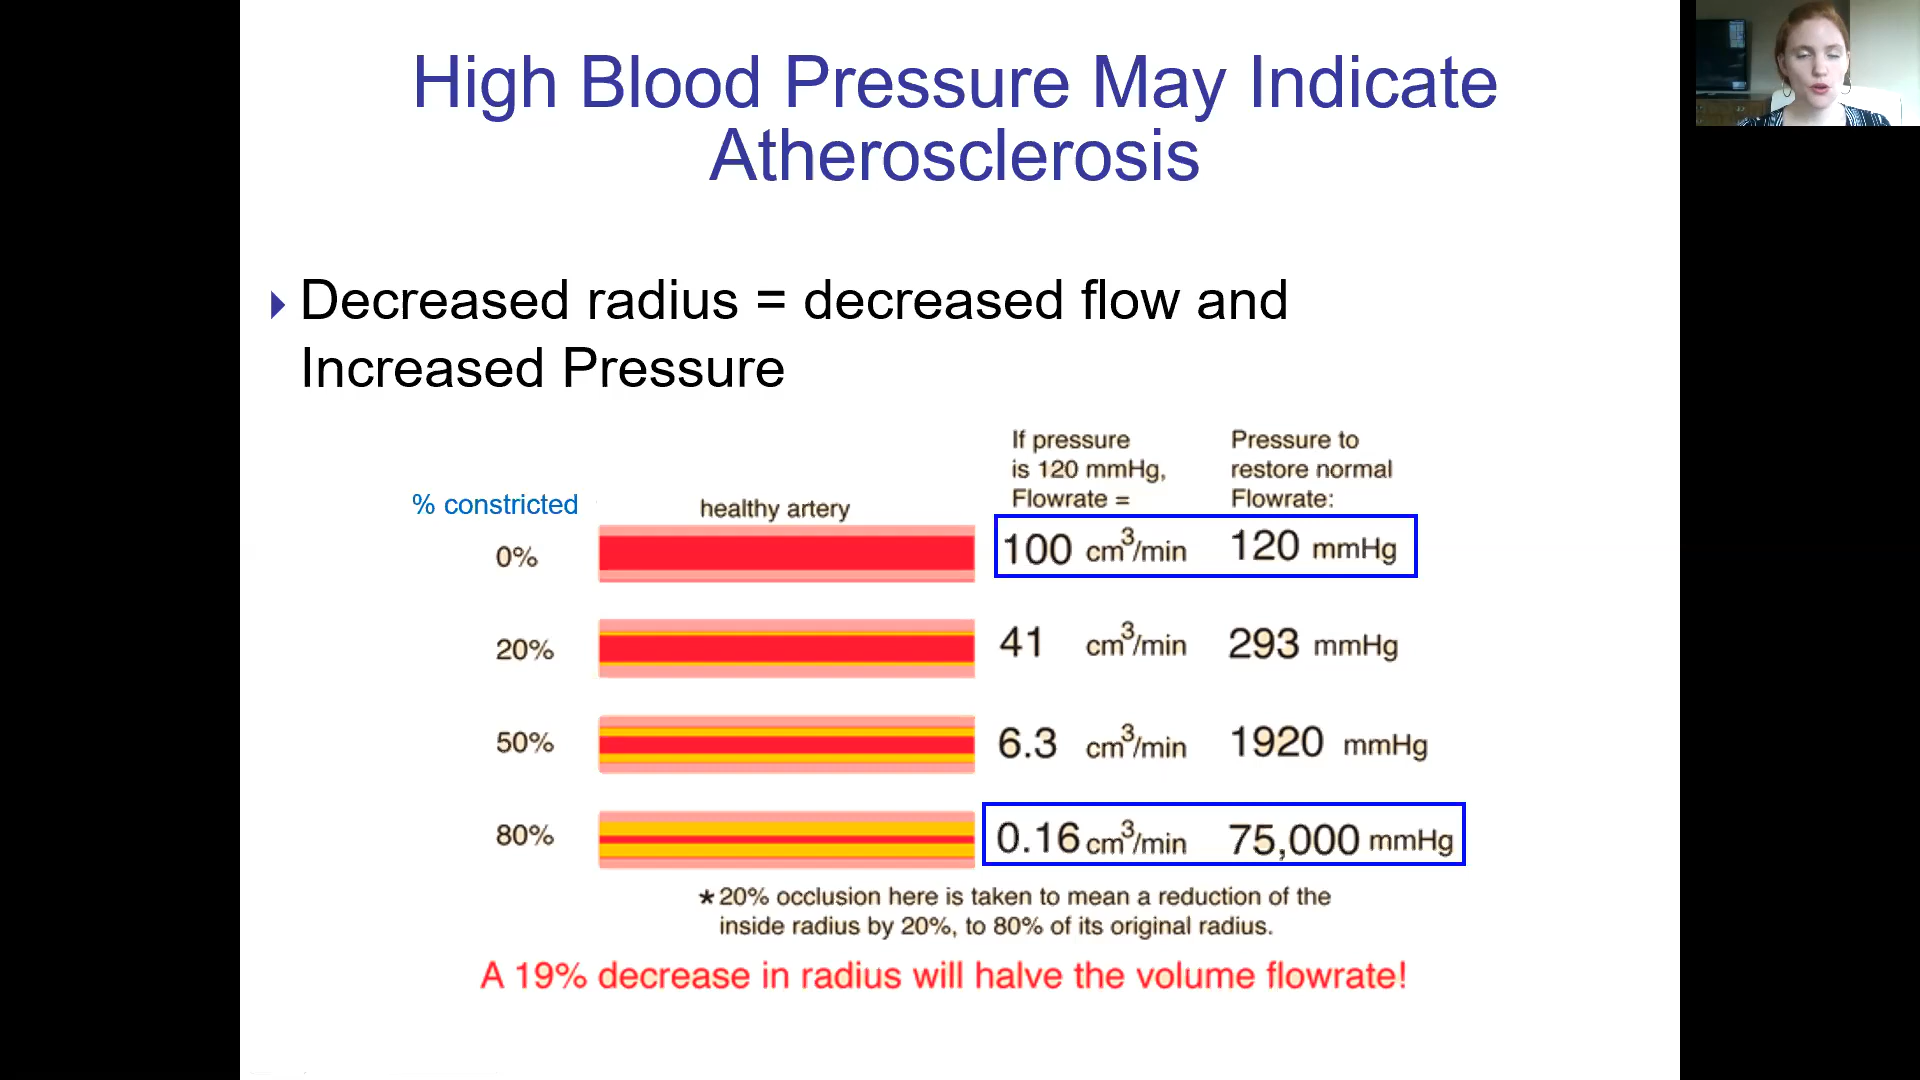 High Blood Pressure May Indicate
Atherosclerosis
Decreased radius = decreased flow and
Increased Pressure
If pressure
is 120 mmHg,
Flowrate =
Pressure to
restore normal
Flowrate:
% constricted
healthy artery
0% 100 cm³/min 120 mmHg
20% 41 cm³/min 293 mmHg
50% 6.3 cm³/min 1920 mmHg
80% 0.16 cm³/min 75,000 mmHg
*20% occlusion here is taken to mean a reduction of the
inside radius by 20%, to 80% of its original radius.
A 19% decrease in radius will halve the volume flowrate!